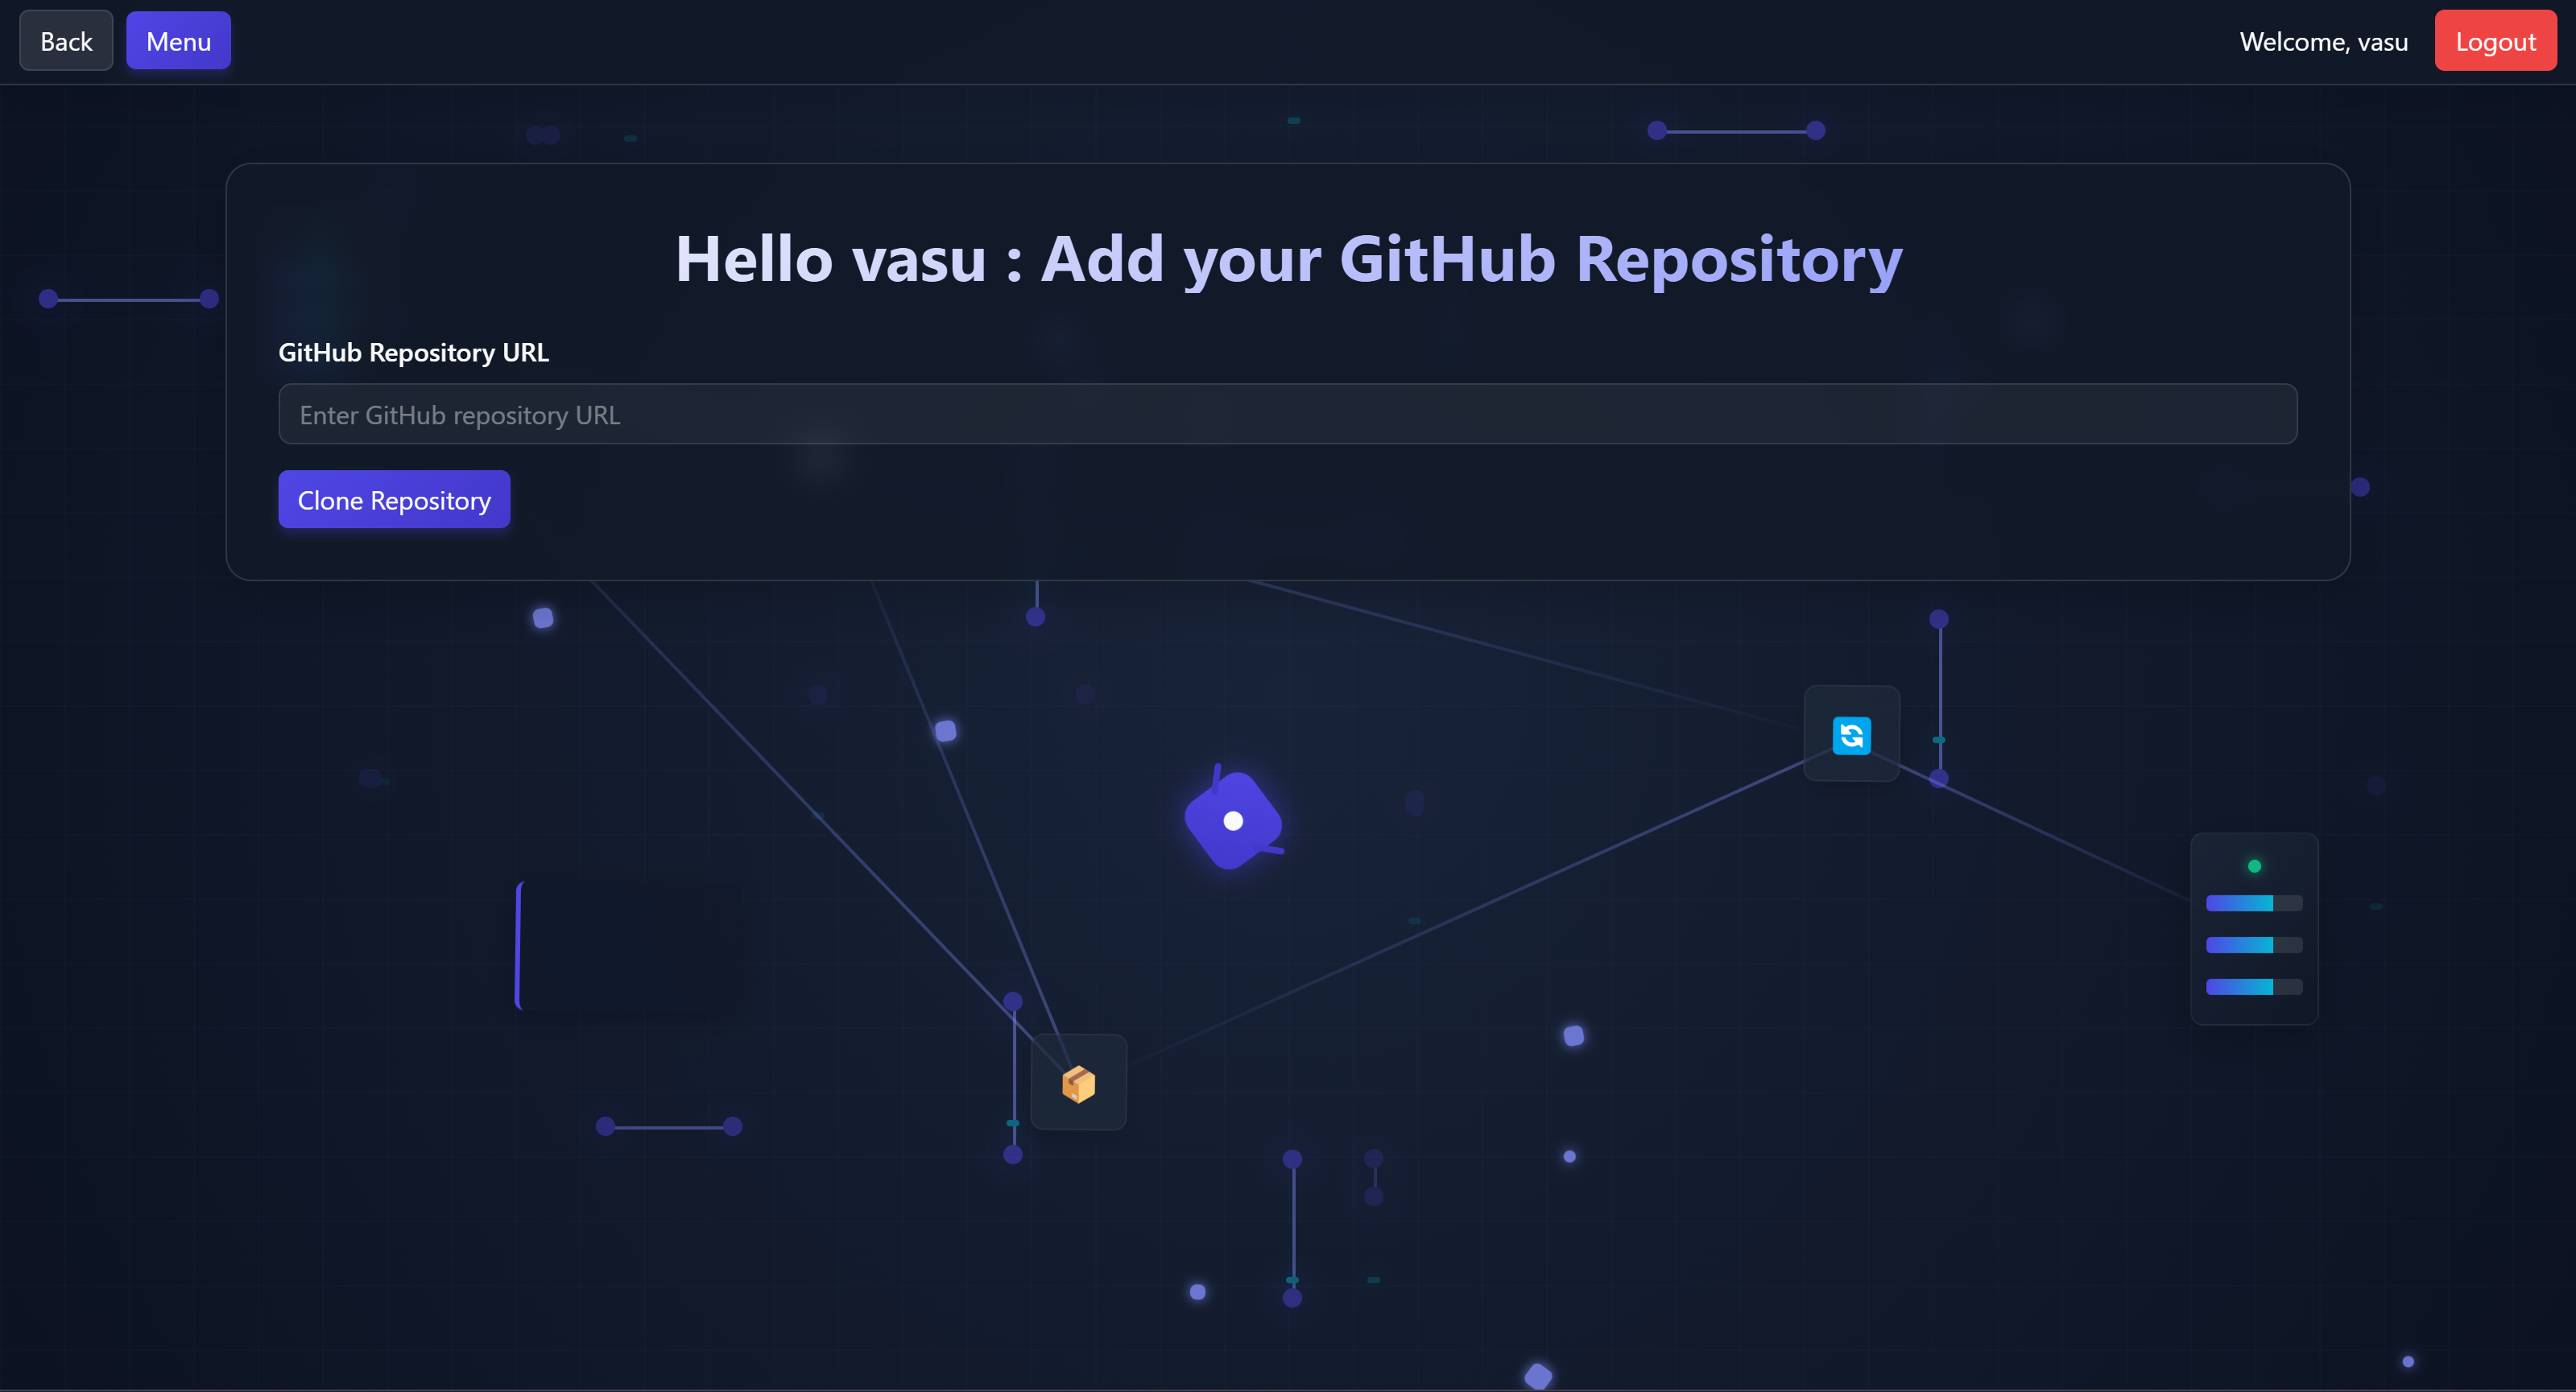 Back
Menu
Welcome, vasu
Logout
Hello vasu : Add your GitHub Repository
GitHub Repository URL
Enter GitHub repository URL
Clone Repository